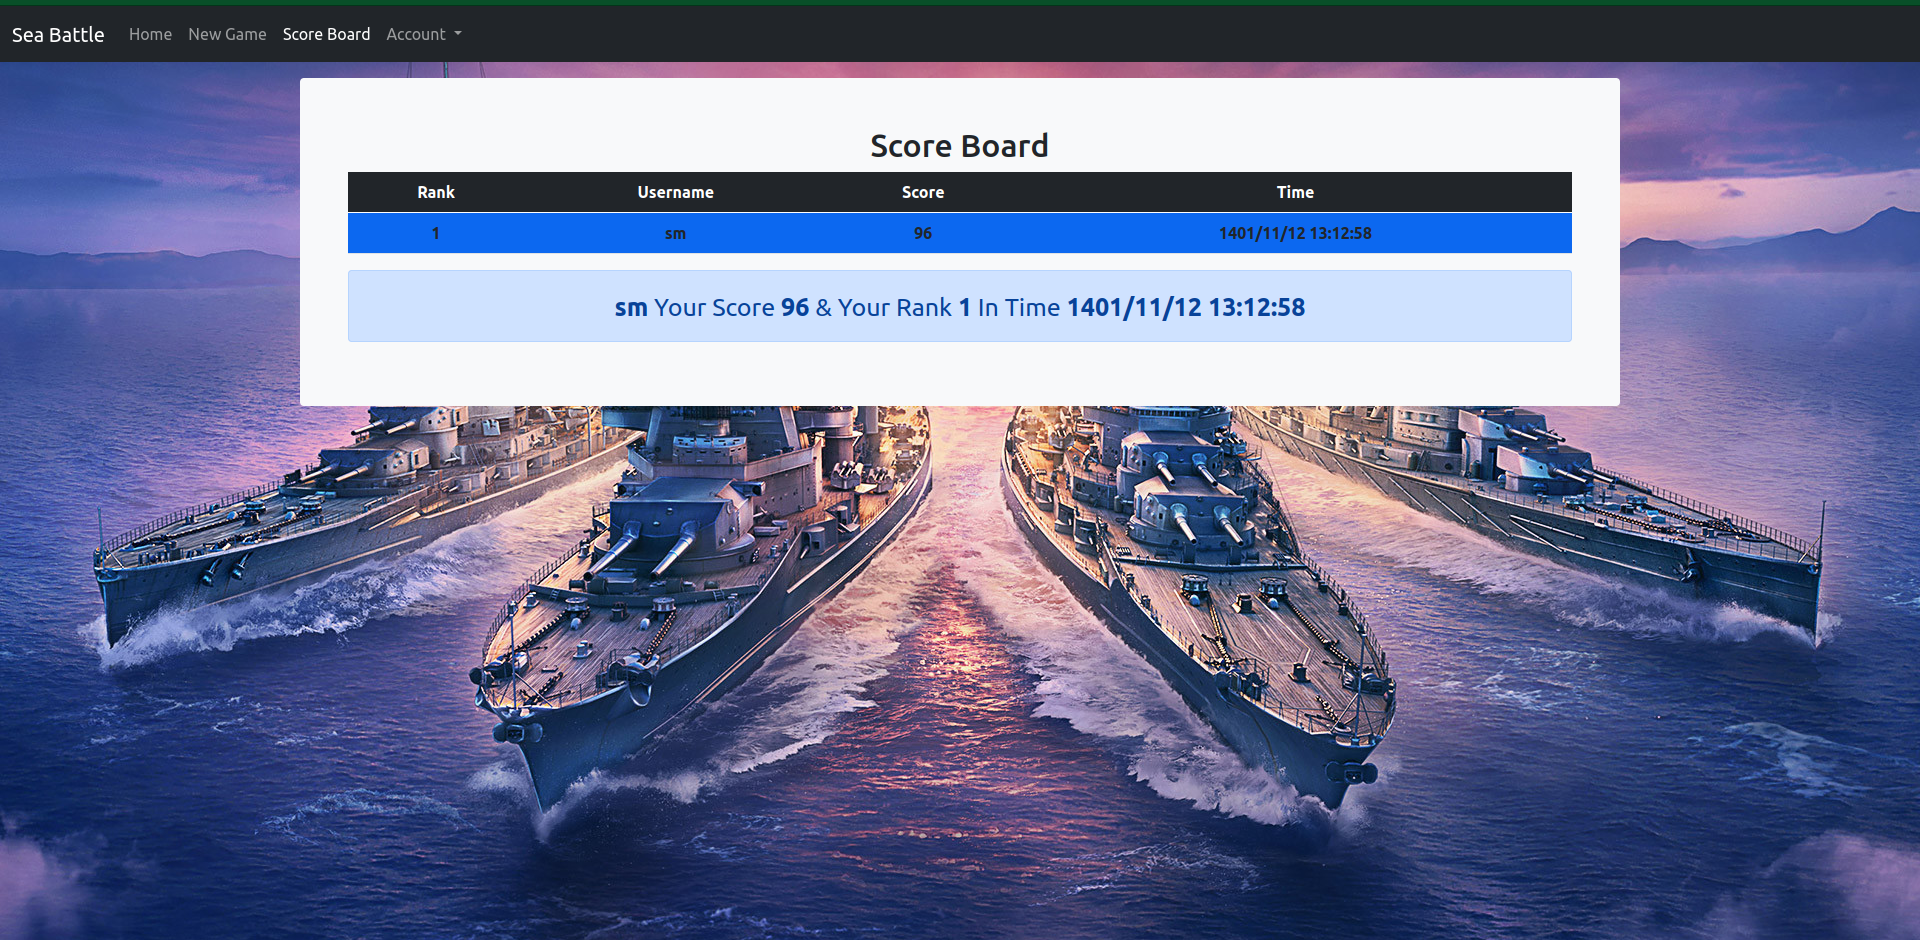 Sea Battle Home New Game Score Board Account
Score Board
Rank Username Score Time
1 sm 96 1401/11/12 13:12:58
sm Your Score 96 & Your Rank 1 In Time 1401/11/12 13:12:58